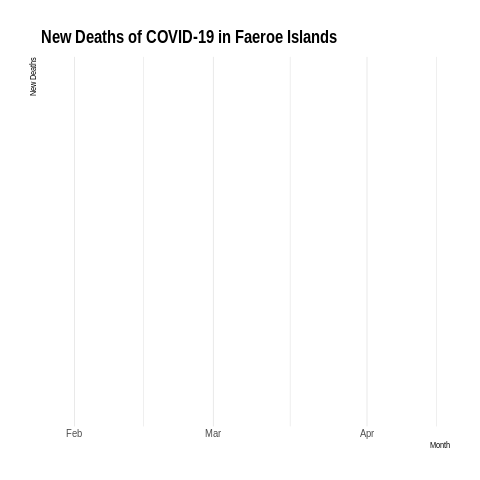 New Deaths of COVID-19 in Faeroe Islands
New Deaths
Feb
Mar
Apr
Month